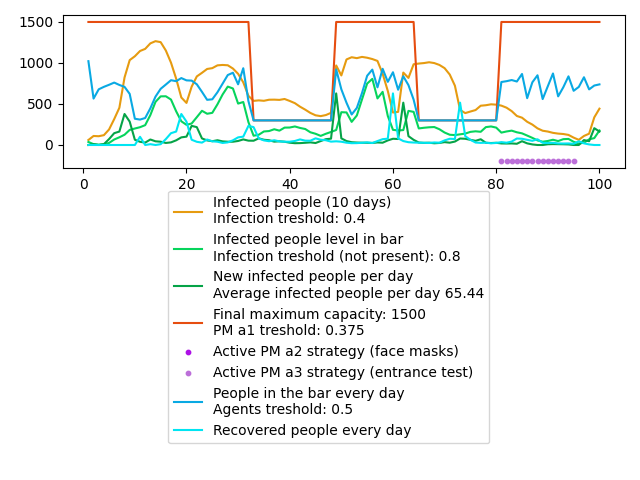 1500
1000
500
0
0 20 40 60 80 100
Infected people (10 days)
Infection treshold: 0.4
Infected people level in bar
Infection treshold (not present): 0.8
New infected people per day
Average infected people per day 65.44
Final maximum capacity: 1500
PM a1 treshold: 0.375
Active PM a2 strategy (face masks)
Active PM a3 strategy (entrance test)
People in the bar every day
Agents treshold: 0.5
Recovered people every day